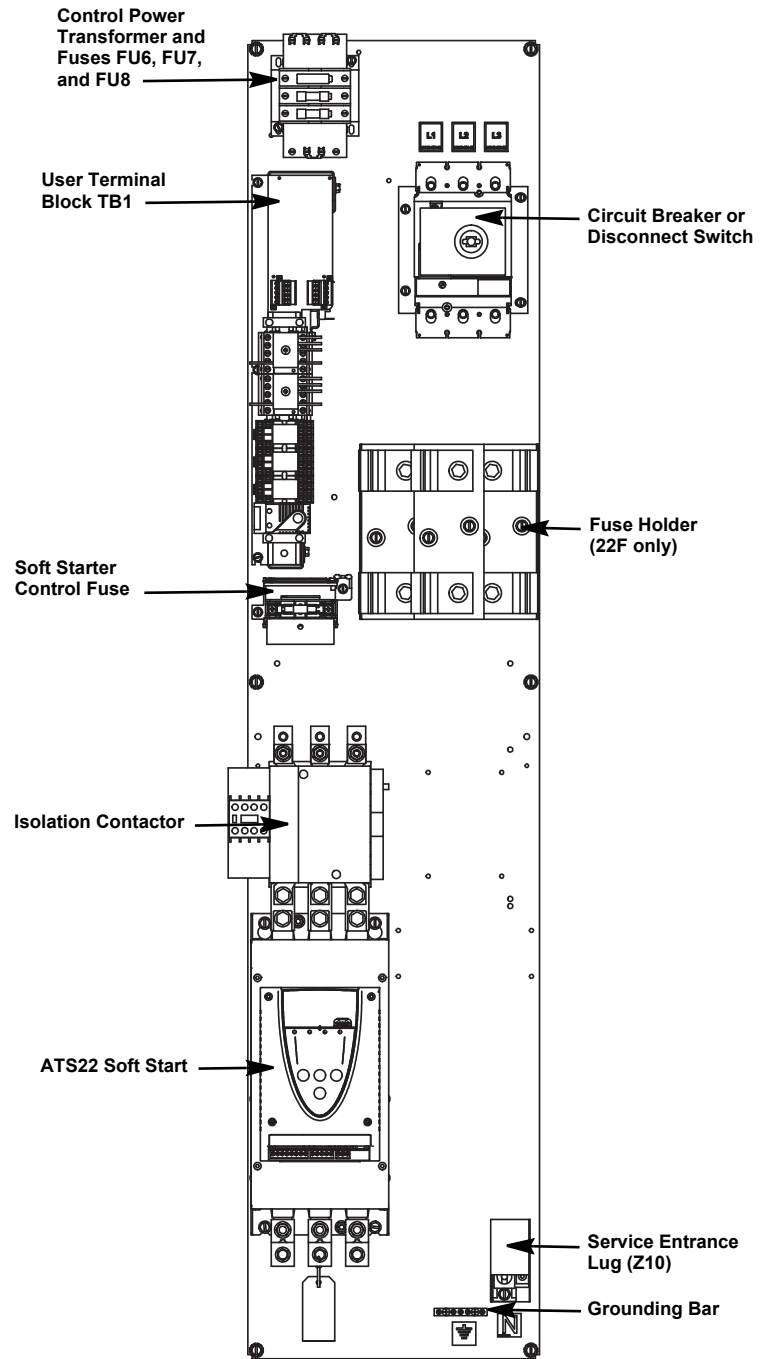 Control Power
Transformer and
Fuses FU6, FU7,
and FU8
L1 L2 L3
User Terminal
Block TB1
Circuit Breaker or
Disconnect Switch
Fuse Holder
(22F only)
Soft Starter
Control Fuse
Isolation Contactor
ATS22 Soft Start
Service Entrance
Lug (Z10)
Grounding Bar
N